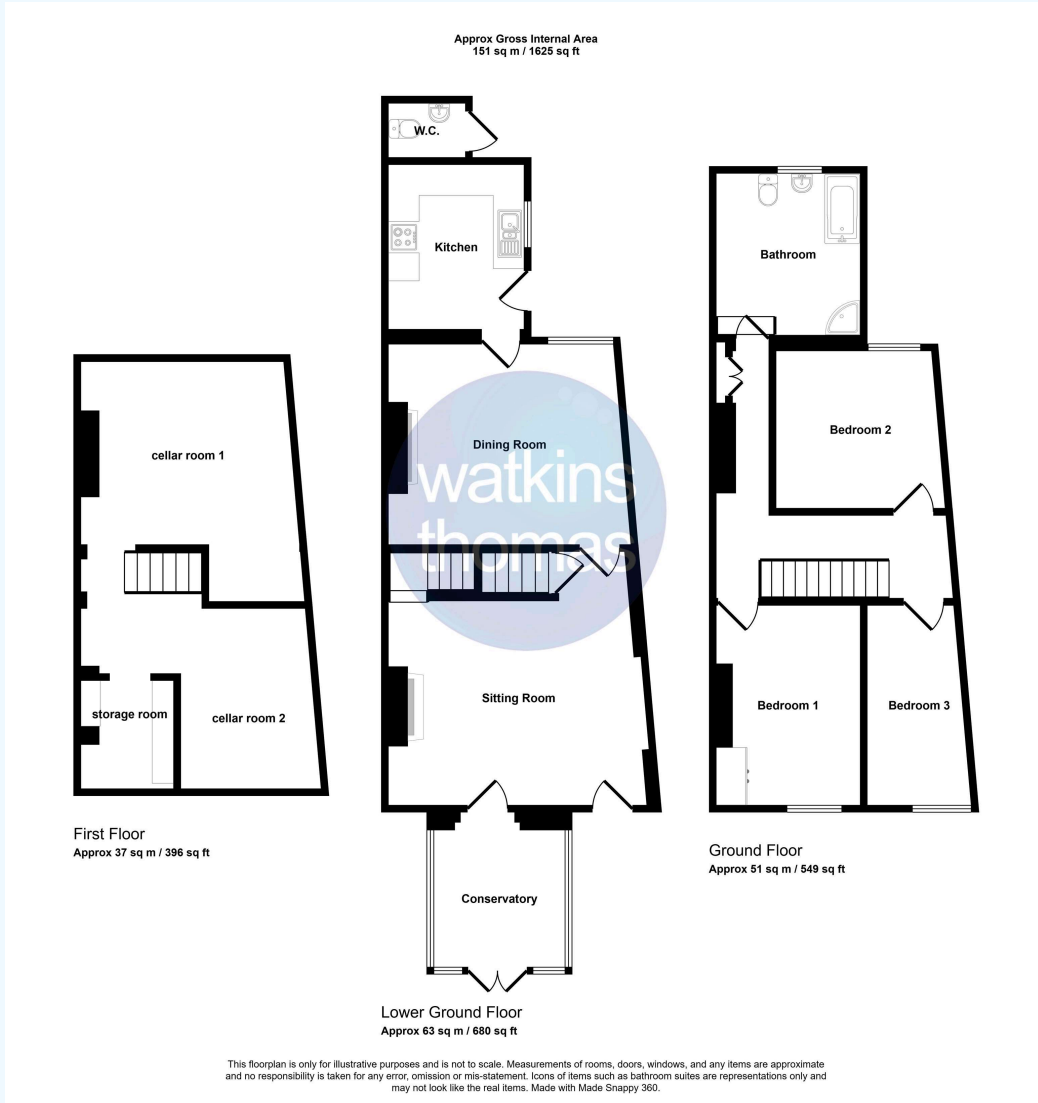 Approx Gross Internal Area
151 sq m / 1625 sq ft
W.C.
Kitchen
Dining Room
Sitting Room
Conservatory
watkins
thomas
Lower Ground Floor
Approx 63 sq m / 680 sq ft
cellar room 1
storage room
cellar room 2
First Floor
Approx 37 sq m / 396 sq ft
Bathroom
Bedroom 2
Bedroom 1
Bedroom 3
Ground Floor
Approx 51 sq m / 549 sq ft
This floorplan is only for illustrative purposes and is not to scale. Measurements of rooms, doors, windows, and any items are approximate
and no responsibility is taken for any error, omission or mis-statement. Icons of items such as bathroom suites are representations only and
may not look like the real items. Made with Made Snappy 360.